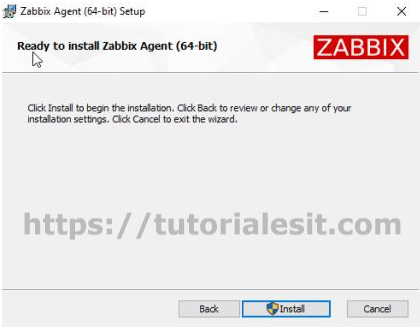 Zabbix Agent (64-bit) Setup
Ready to install Zabbix Agent (64-bit)
ZABBIX
Click Install to begin the installation. Click Back to review or change any of your
installation settings. Click Cancel to exit the wizard.
https://tutorialesit.com
Back
Install
Cancel